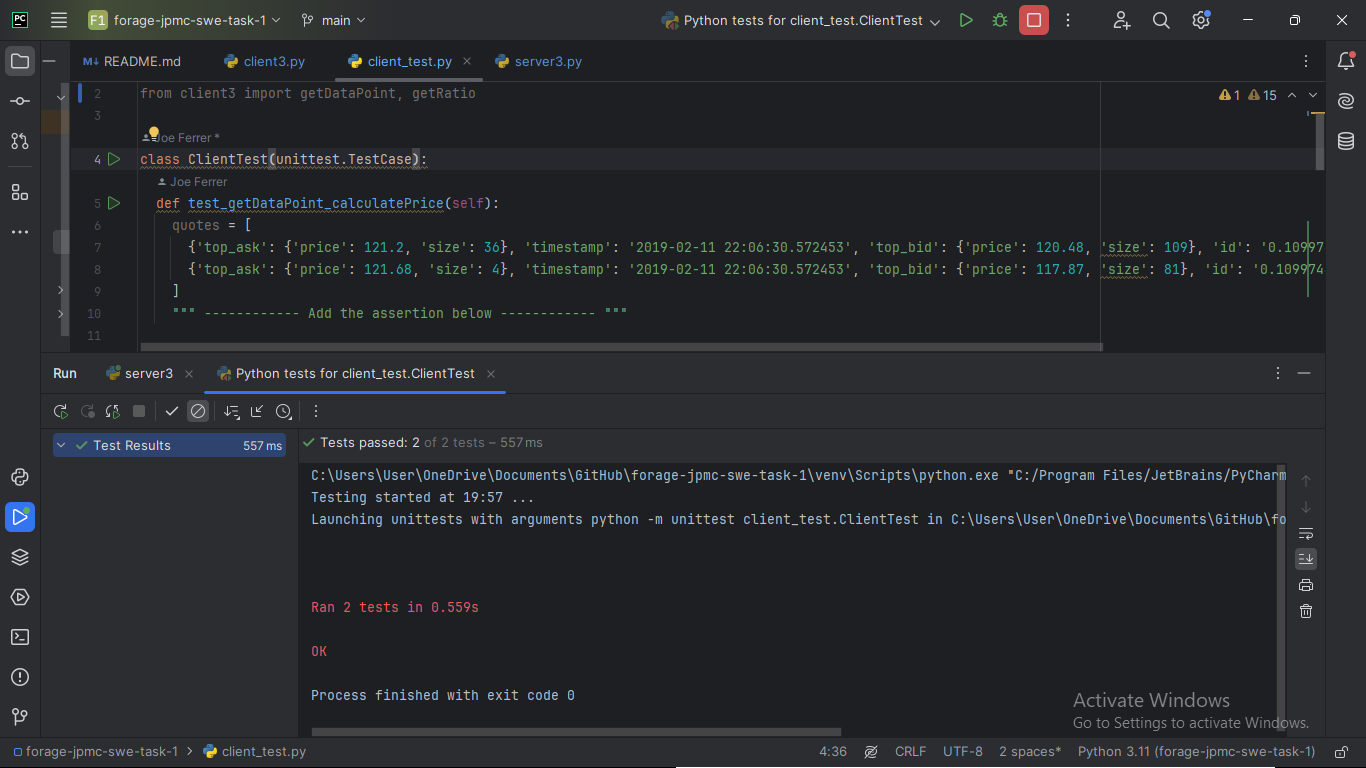 PC F1 forage-jpmc-swe-task-1 main Python tests for client_test.ClientTest
M↓ README.md client3.py client_test.py server3.py
2 from client3 import getDataPoint, getRatio 1 15
3
Joe Ferrer *
4 class ClientTest(unittest.TestCase):
Joe Ferrer
5 def test_getDataPoint_calculatePrice(self):
6 quotes = [
7 {'top_ask': {'price': 121.2, 'size': 36}, 'timestamp': '2019-02-11 22:06:30.572453', 'top_bid': {'price': 120.48, 'size': 109}, 'id': '0.10997
8 {'top_ask': {'price': 121.68, 'size': 4}, 'timestamp': '2019-02-11 22:06:30.572453', 'top_bid': {'price': 117.87, 'size': 81}, 'id': '0.109974
9 ]
10 """ ------------ Add the assertion below ------------ """
11
Run server3 Python tests for client_test.ClientTest
Test Results 557 ms
Tests passed: 2 of 2 tests – 557 ms
C:\Users\User\OneDrive\Documents\GitHub\forage-jpmc-swe-task-1\venv\Scripts\python.exe "C:/Program Files/JetBrains/PyCharm
Testing started at 19:57 ...
Launching unittests with arguments python -m unittest client_test.ClientTest in C:\Users\User\OneDrive\Documents\GitHub\fo
Ran 2 tests in 0.559s
OK
Process finished with exit code 0
Activate Windows
Go to Settings to activate Windows.
forage-jpmc-swe-task-1 > client_test.py 4:36 CRLF UTF-8 2 spaces* Python 3.11 (forage-jpmc-swe-task-1)